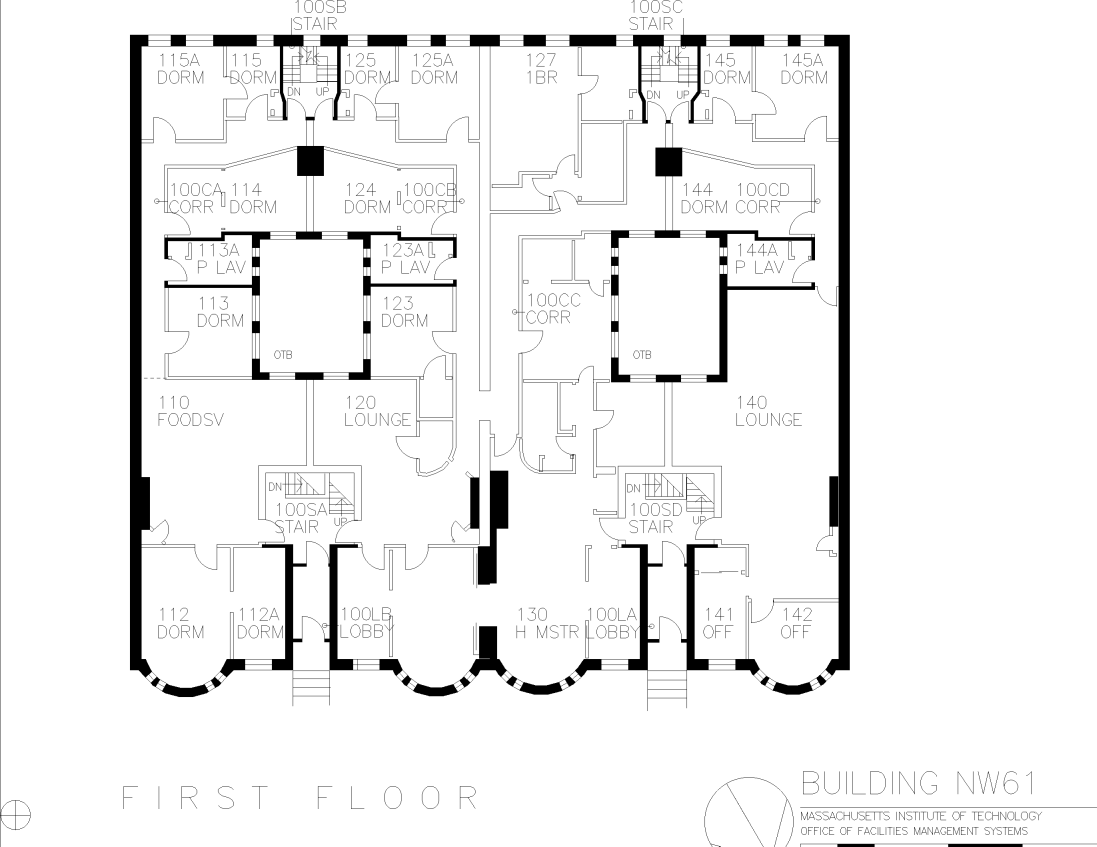 100SB
STAIR
100SC
STAIR
115A
DORM
115
DORM
125
DORM
125A
DORM
127
1BR
145
DORM
145A
DORM
DN
UP
DN
UP
100CA
CORR
114
DORM
124
DORM
100CB
CORR
144
DORM
100CD
CORR
113A
P LAV
123A
P LAV
144A
P LAV
113
DORM
123
DORM
100CC
CORR
OTB
OTB
110
FOODSV
120
LOUNGE
140
LOUNGE
DN
100SA
STAIR
UP
DN
100SD
STAIR
UP
112
DORM
112A
DORM
100LB
LOBBY
130
H MSTR
100LA
LOBBY
141
OFF
142
OFF
FIRST FLOOR
BUILDING NW61
MASSACHUSETTS INSTITUTE OF TECHNOLOGY
OFFICE OF FACILITIES MANAGEMENT SYSTEMS